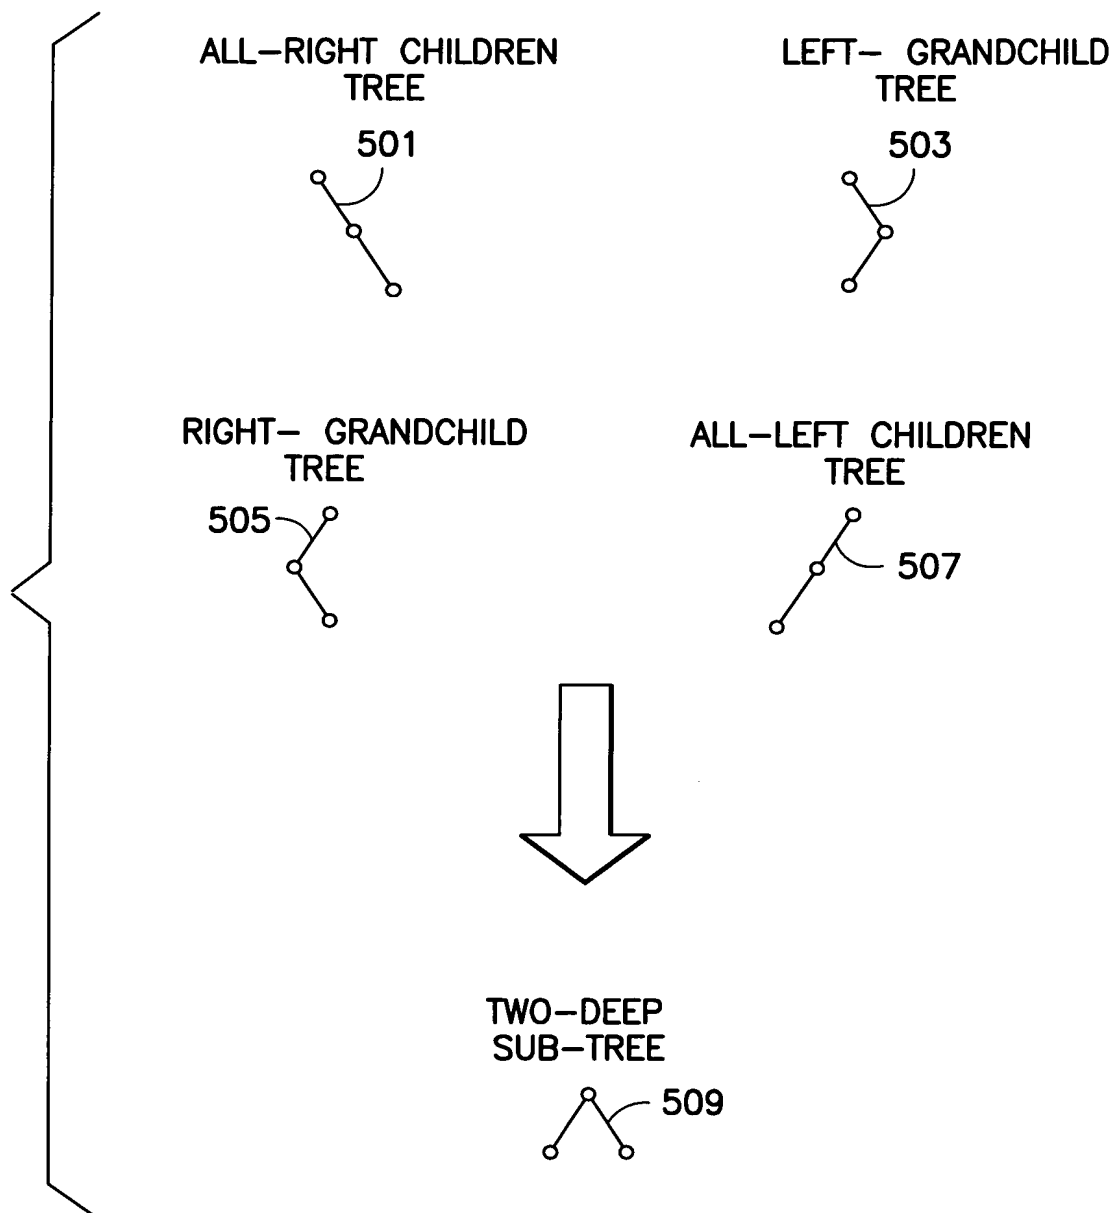 ALL-RIGHT CHILDREN
TREE
501
LEFT- GRANDCHILD
TREE
503
RIGHT- GRANDCHILD
TREE
505
ALL-LEFT CHILDREN
TREE
507
TWO-DEEP
SUB-TREE
509